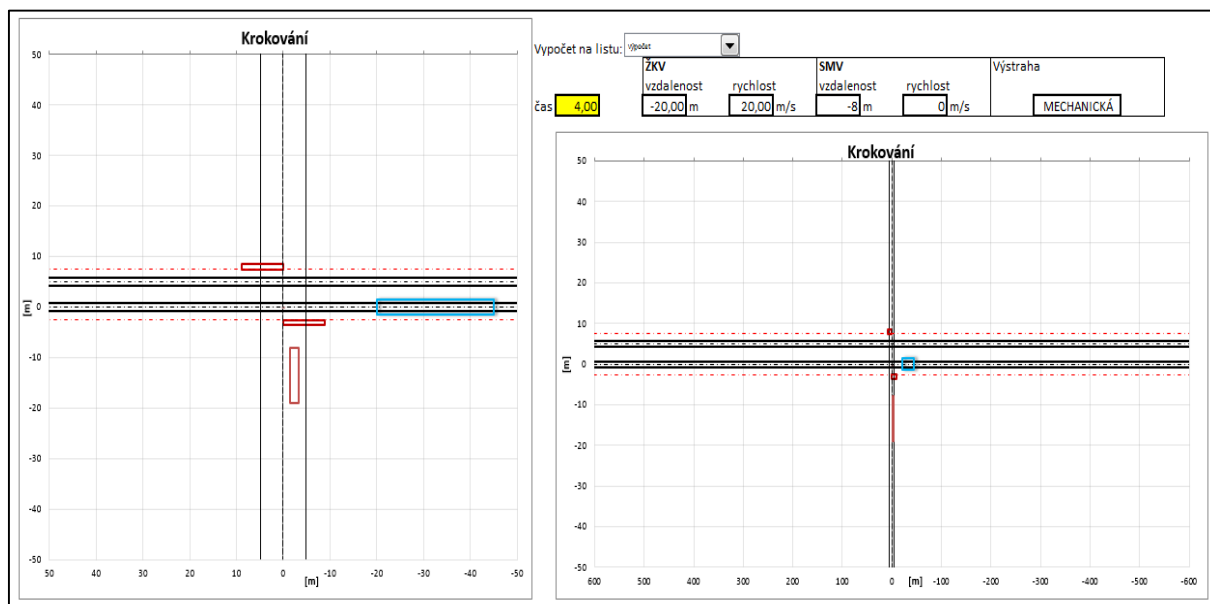 Krokování
50
40
30
20
10
0
-10
-20
-30
-40
-50
[m]
50 40 30 20 10 0 -10 -20 -30 -40 -50
[m]
Vypočet na listu: Výpočet
ŽKV SMV Výstraha
vzdalenost rychlost vzdalenost rychlost
čas 4,00 -20,00 m 20,00 m/s -8 m 0 m/s MECHANICKÁ
Krokování
50
40
30
20
10
0
-10
-20
-30
-40
-50
[m]
600 500 400 300 200 100 0 -100 -200 -300 -400 -500 -600
[m]